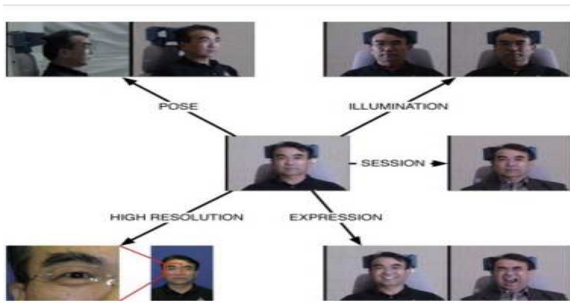 POSE
ILLUMINATION
SESSION
HIGH RESOLUTION
EXPRESSION